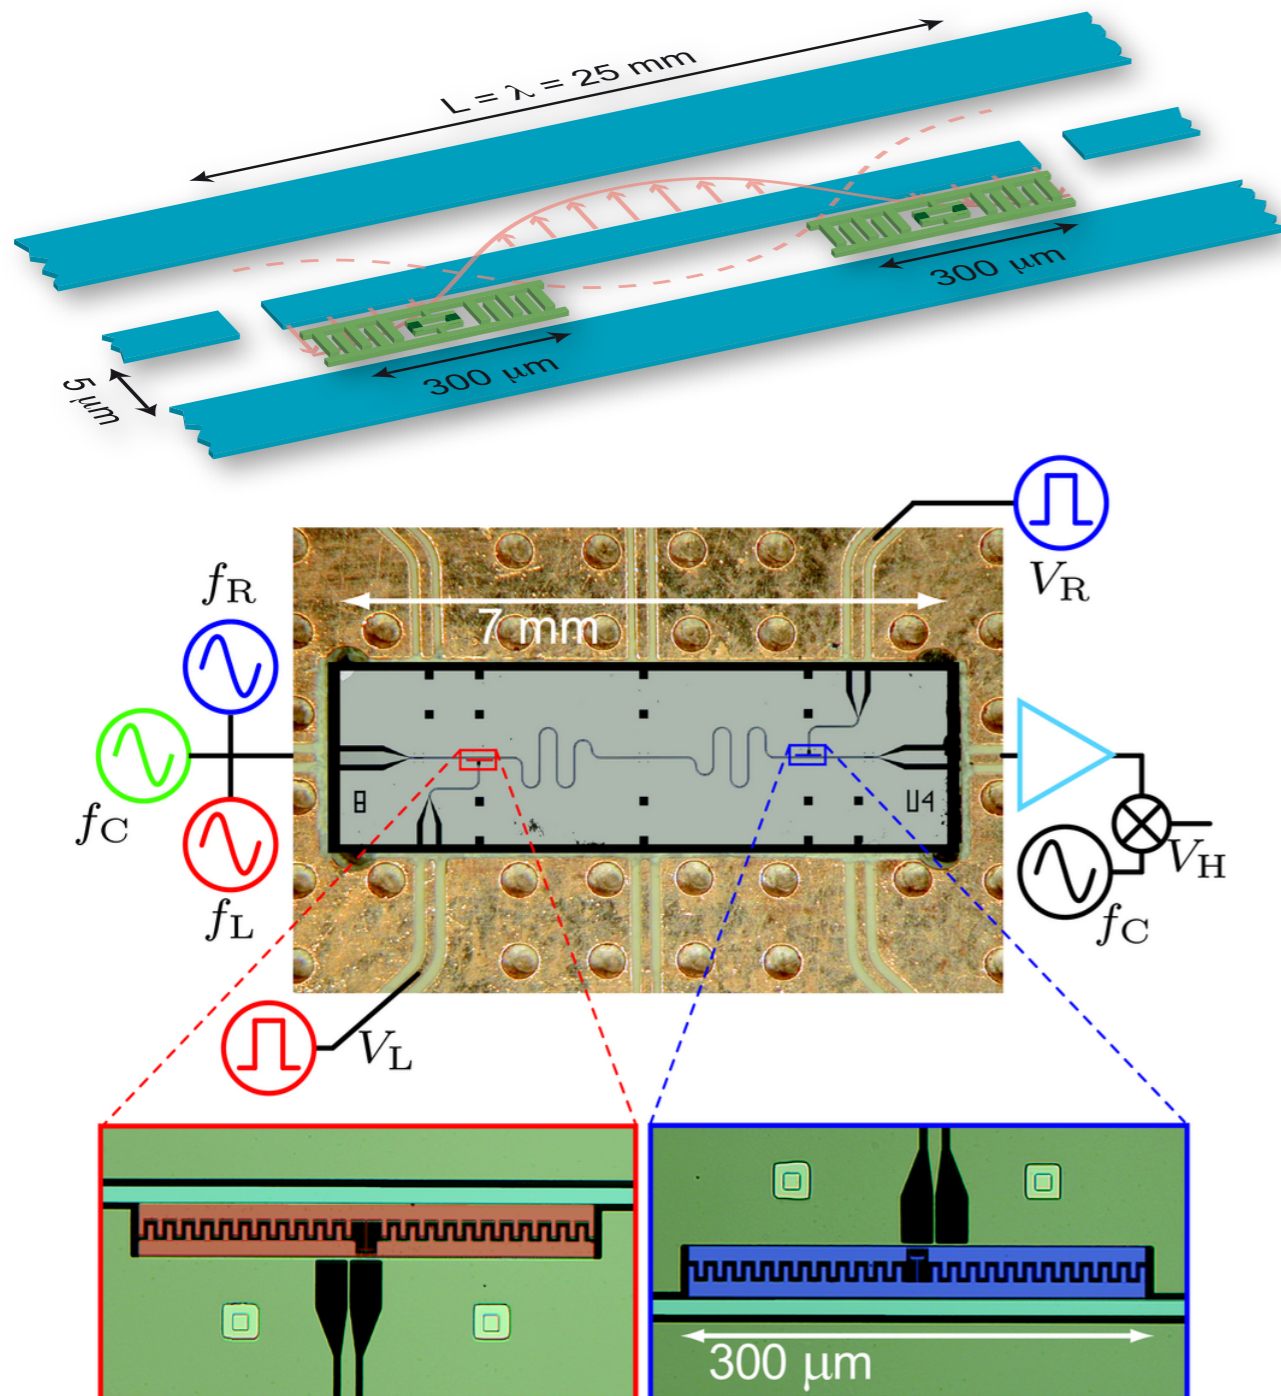 L = λ = 25 mm
300 μm
300 μm
5 μm
V_R
f_R
7 mm
f_C
8
U4
V_H
f_C
f_L
V_L
300 μm